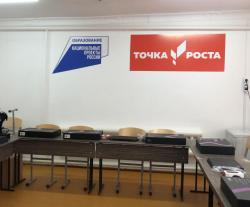 ОБРАЗОВАНИЕ
НАЦИОНАЛЬНЫЕ
ПРОЕКТЫ
РОССИИ
ТОЧКА РОСТА